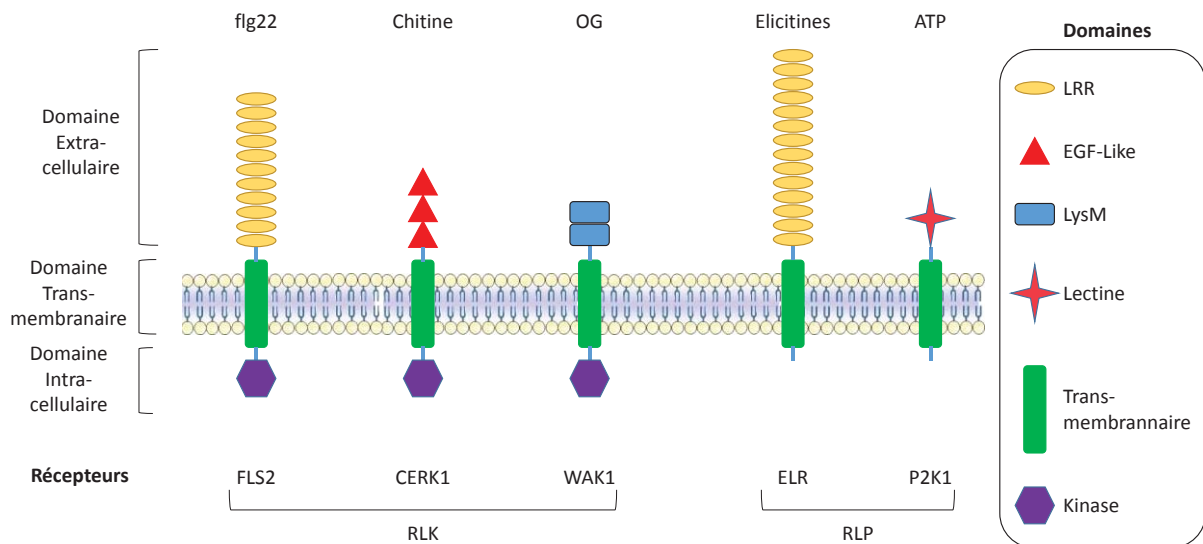 flg22 Chitine OG Elicitines ATP
Domaines
Domaine
Extra-
cellulaire
LRR
EGF-Like
LysM
Domaine
Trans-
membranaire
Lectine
Domaine
Intra-
cellulaire
Trans-
membrannaire
Kinase
Récepteurs FLS2 CERK1 WAK1 ELR P2K1
RLK RLP